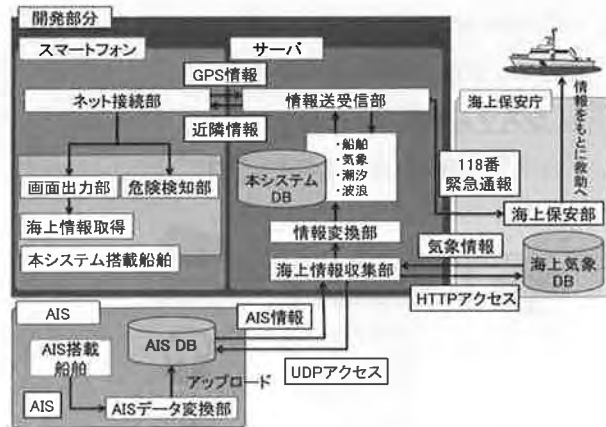 開発部分
スマートフォン
サーバ
GPS情報
ネット接続部
情報送受信部
近隣情報
・船舶
・気象
・潮汐
・波浪
本システム
DB
画面出力部
危険検知部
海上情報取得
本システム搭載船舶
情報変換部
海上情報収集部
海上保安庁
情報をもとに救助へ
118番
緊急通報
海上保安部
気象情報
海上気象
DB
HTTPアクセス
AIS
AIS情報
AIS DB
AIS搭載
船舶
アップロード
UDPアクセス
AIS
AISデータ変換部